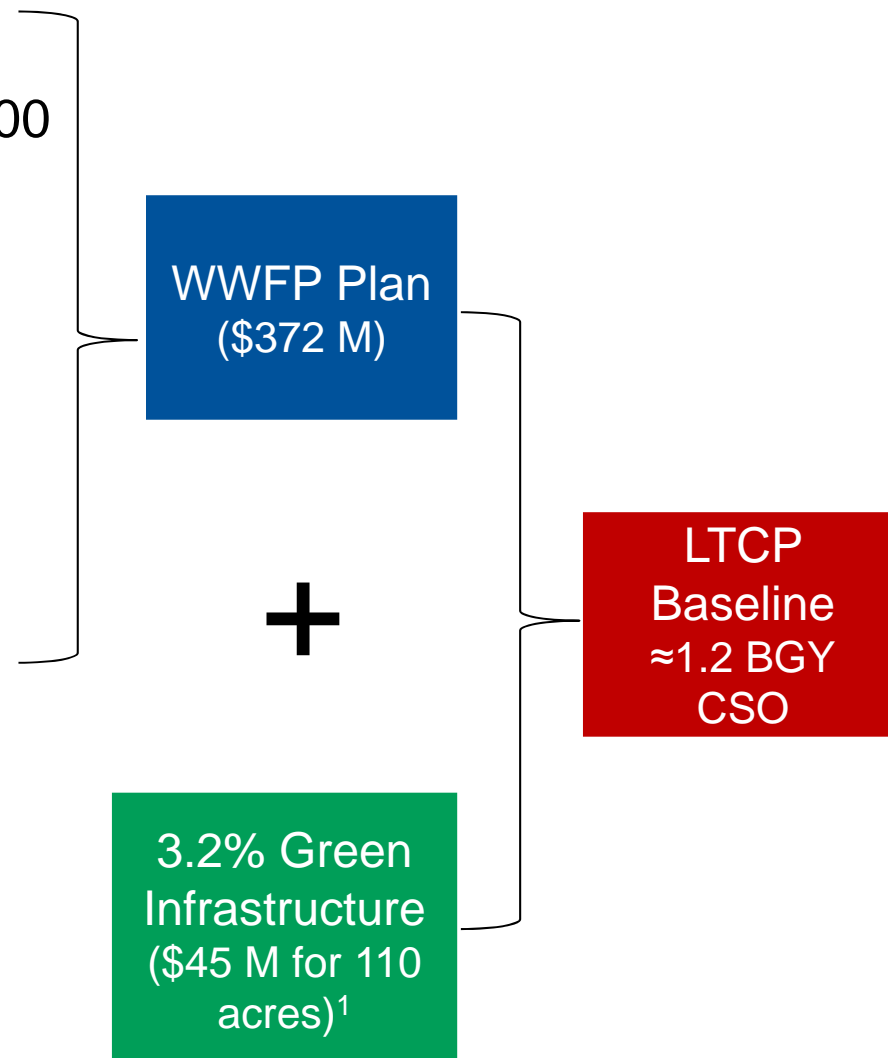 00
WWFP Plan
($372 M)
+
LTCP
Baseline
≈1.2 BGY
CSO
3.2% Green
Infrastructure
($45 M for 110
acres)1